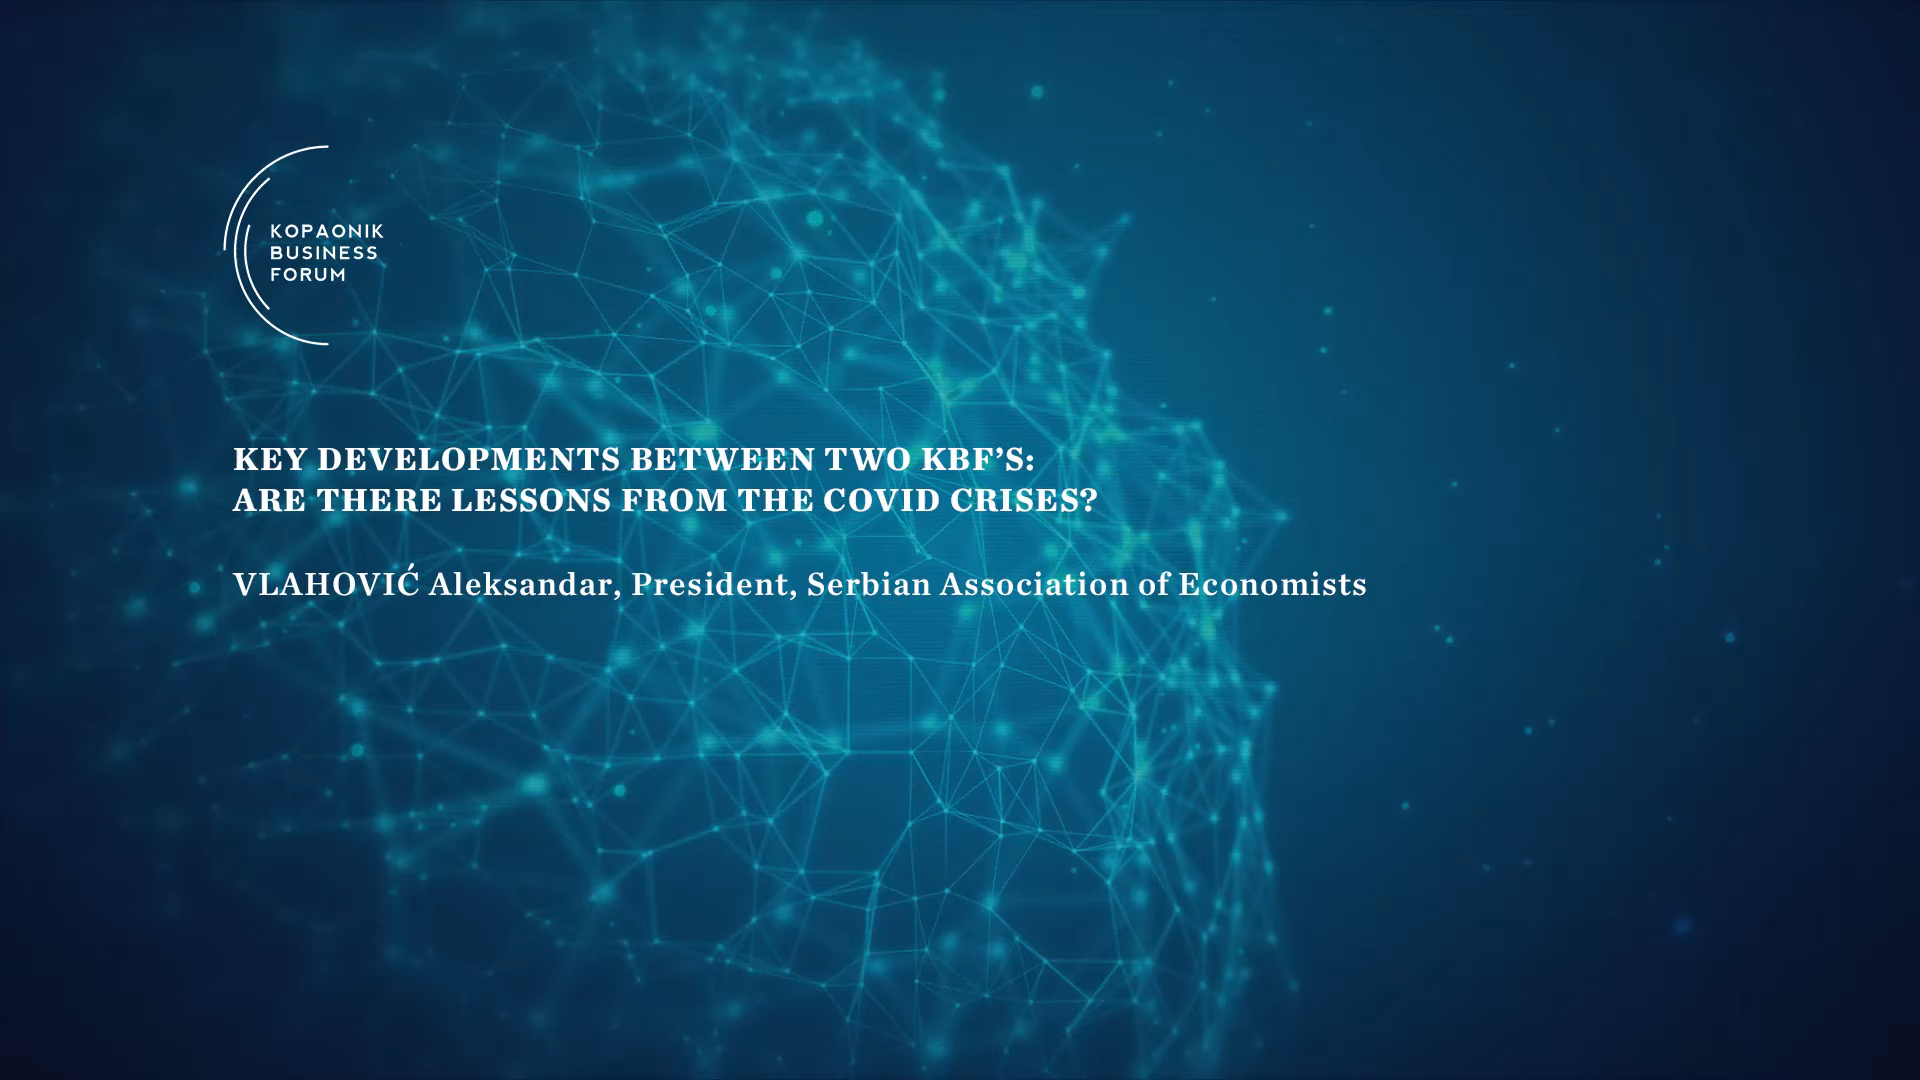 KOPAONIK
BUSINESS
FORUM
KEY DEVELOPMENTS BETWEEN TWO KBF’S:
ARE THERE LESSONS FROM THE COVID CRISES?
VLAHOVIĆ Aleksandar, President, Serbian Association of Economists